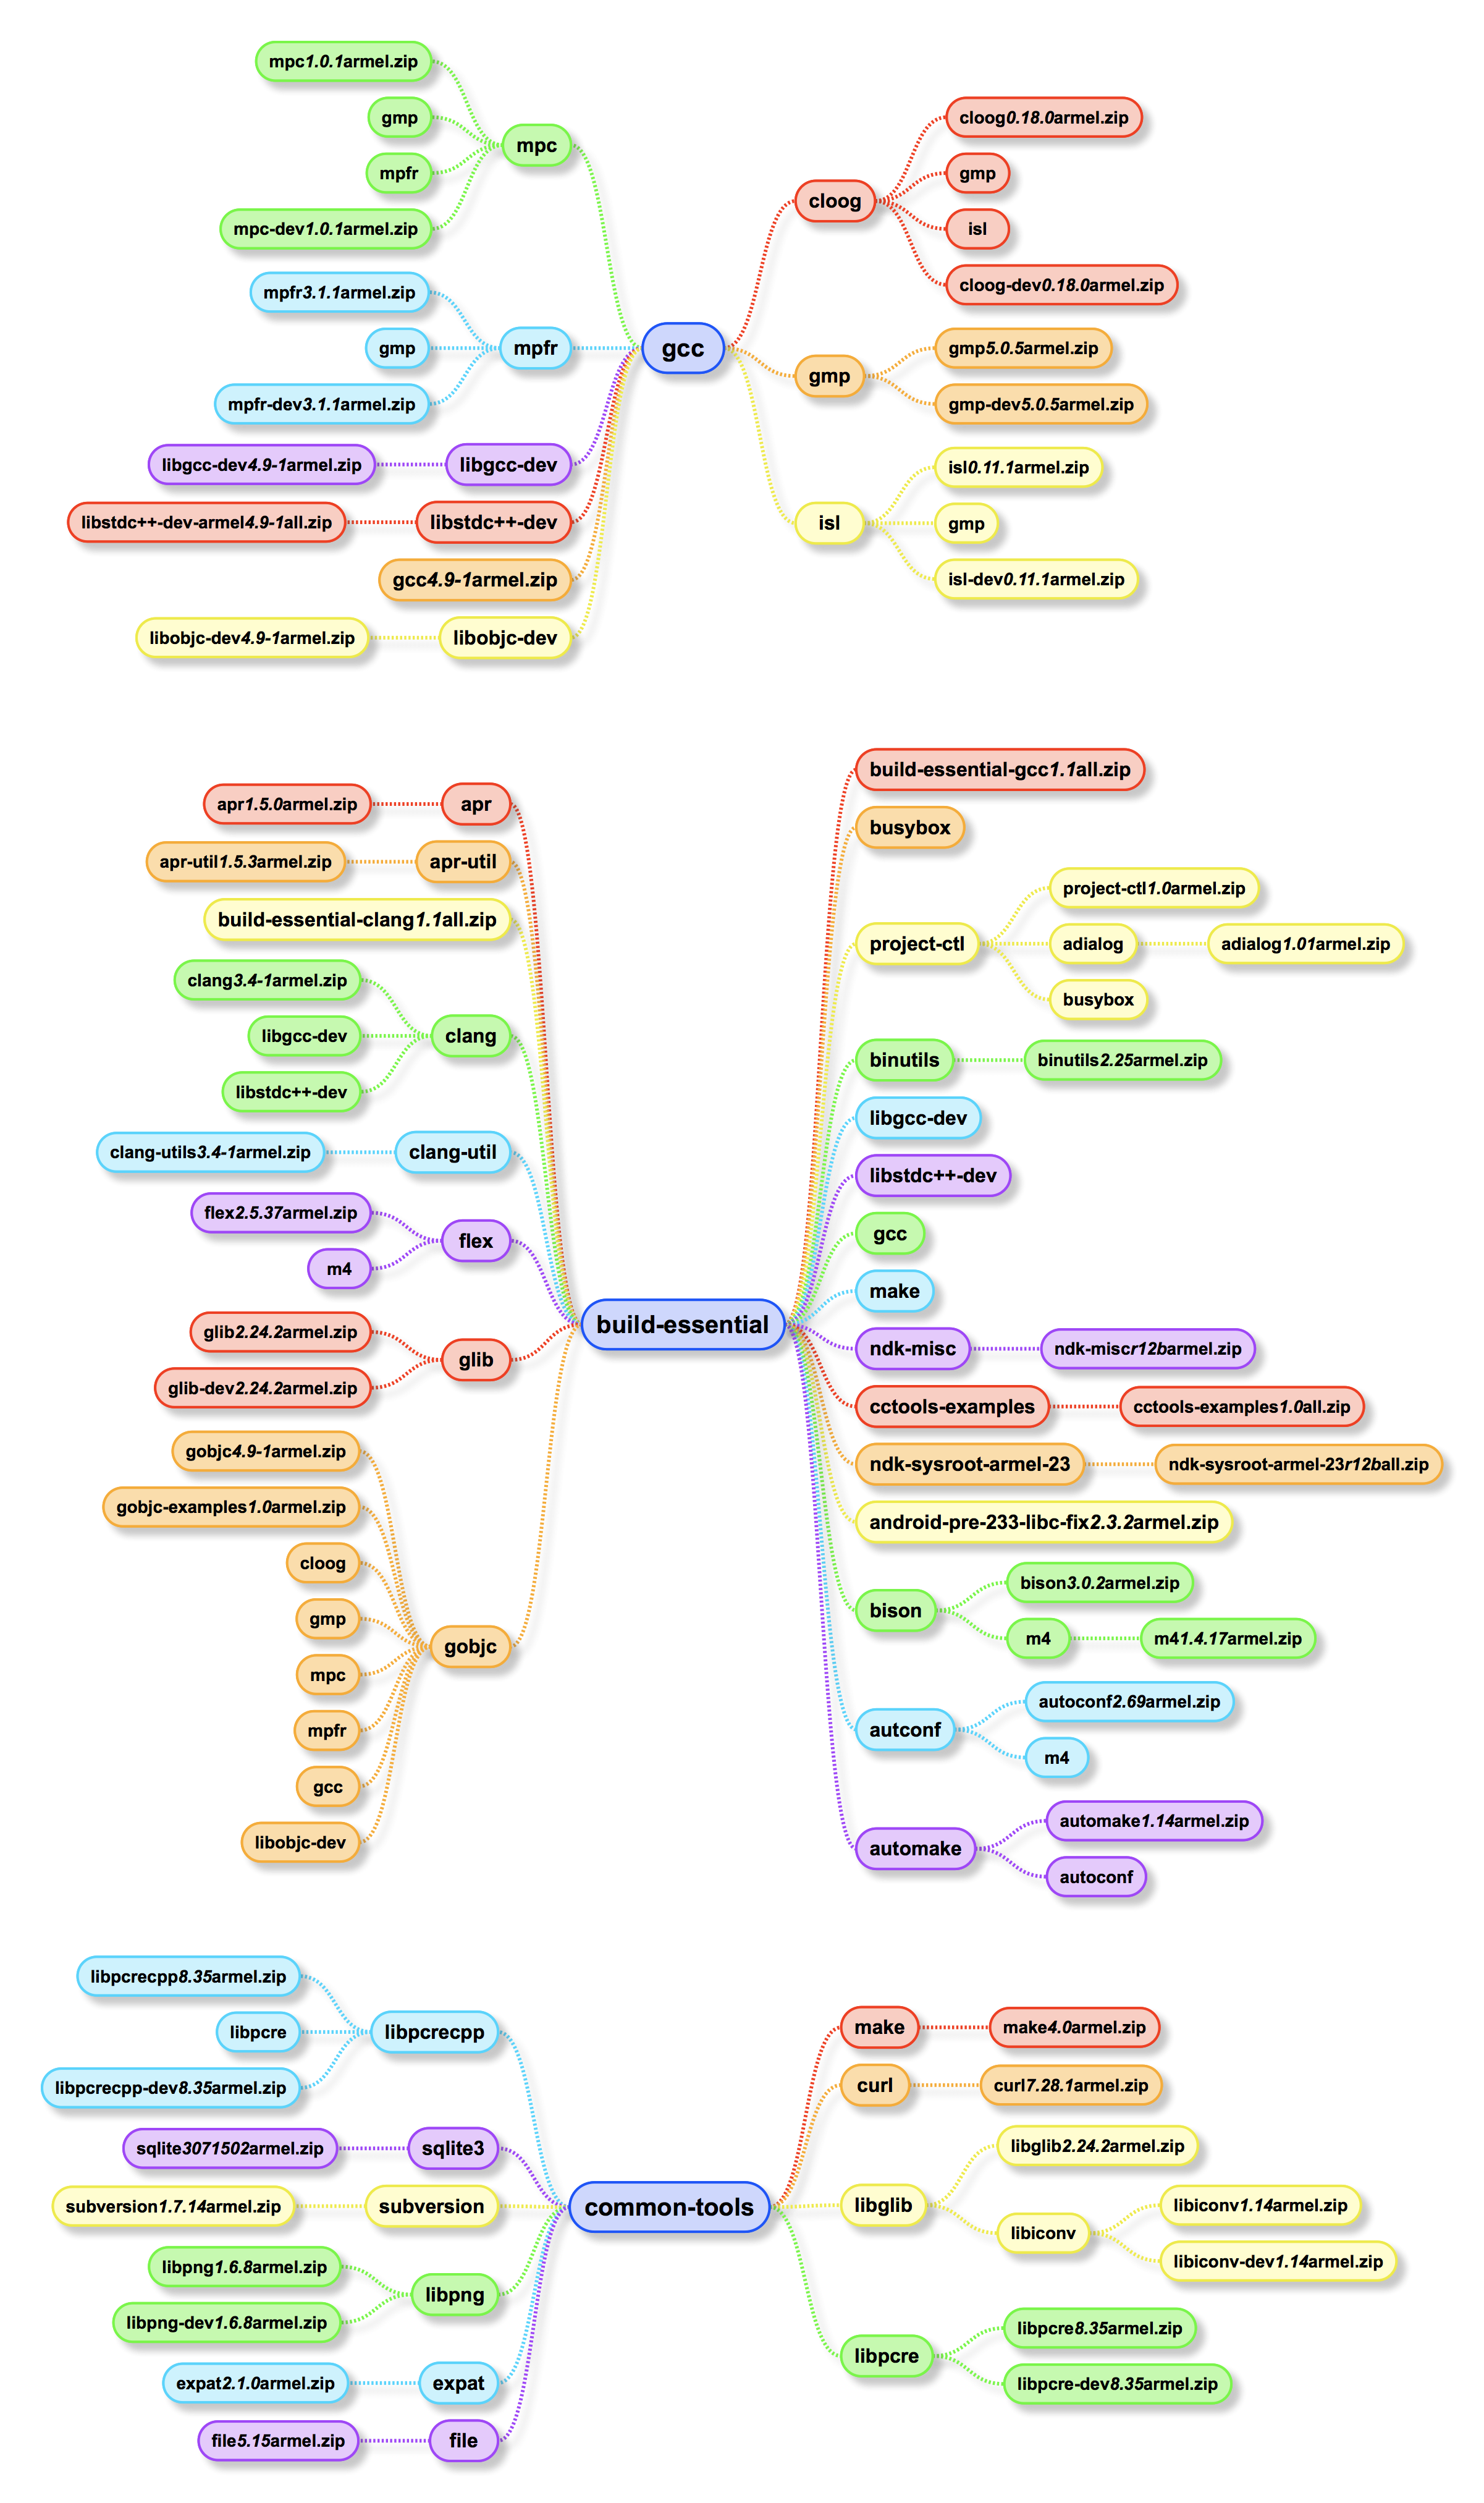 mpc1.0.1armel.zip
gmp
mpfr
mpc-dev1.0.1armel.zip
mpc
mpfr3.1.1armel.zip
gmp
mpfr-dev3.1.1armel.zip
mpfr
libgcc-dev4.9-1armel.zip
libgcc-dev
libstdc++-dev-armel4.9-1all.zip
libstdc++-dev
gcc4.9-1armel.zip
libobjc-dev4.9-1armel.zip
libobjc-dev
gcc
cloog
cloog0.18.0armel.zip
gmp
isl
cloog-dev0.18.0armel.zip
gmp
gmp5.0.5armel.zip
gmp-dev5.0.5armel.zip
isl
isl0.11.1armel.zip
gmp
isl-dev0.11.1armel.zip
apr1.5.0armel.zip
apr
apr-util1.5.3armel.zip
apr-util
build-essential-clang1.1all.zip
clang3.4-1armel.zip
libgcc-dev
libstdc++-dev
clang
clang-utils3.4-1armel.zip
clang-util
flex2.5.37armel.zip
m4
flex
glib2.24.2armel.zip
glib-dev2.24.2armel.zip
glib
gobjc4.9-1armel.zip
gobjc-examples1.0armel.zip
cloog
gmp
mpc
mpfr
gcc
libobjc-dev
gobjc
build-essential
build-essential-gcc1.1all.zip
busybox
project-ctl
project-ctl1.0armel.zip
adialog
adialog1.01armel.zip
busybox
binutils
binutils2.25armel.zip
libgcc-dev
libstdc++-dev
gcc
make
ndk-misc
ndk-miscr12barmel.zip
cctools-examples
cctools-examples1.0all.zip
ndk-sysroot-armel-23
ndk-sysroot-armel-23r12ball.zip
android-pre-233-libc-fix2.3.2armel.zip
bison
bison3.0.2armel.zip
m4
m41.4.17armel.zip
autconf
autoconf2.69armel.zip
m4
automake
automake1.14armel.zip
autoconf
libpcrecpp8.35armel.zip
libpcre
libpcrecpp-dev8.35armel.zip
libpcrecpp
sqlite3071502armel.zip
sqlite3
subversion1.7.14armel.zip
subversion
libpng1.6.8armel.zip
libpng-dev1.6.8armel.zip
libpng
expat2.1.0armel.zip
expat
file5.15armel.zip
file
common-tools
make
make4.0armel.zip
curl
curl7.28.1armel.zip
libglib
libglib2.24.2armel.zip
libiconv
libiconv1.14armel.zip
libiconv-dev1.14armel.zip
libpcre
libpcre8.35armel.zip
libpcre-dev8.35armel.zip